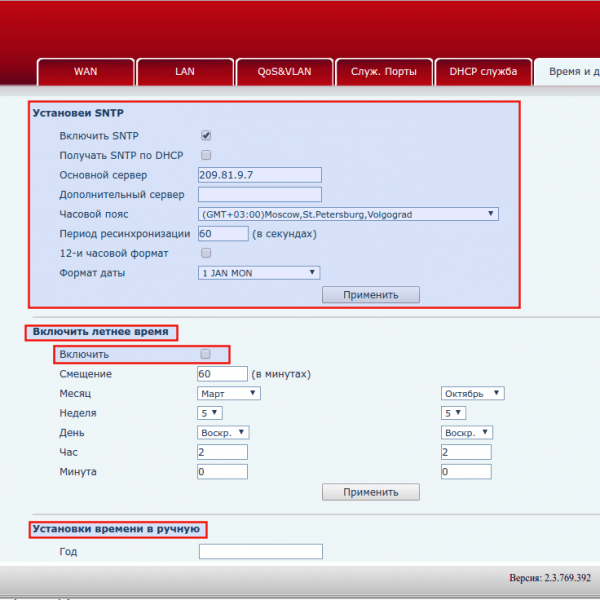 WAN LAN QoS&VLAN Служ. Порты DHCP служба Время и д
Установеи SNTP
Включить SNTP
Получать SNTP по DHCP
Основной сервер 209.81.9.7
Дополнительный сервер
Часовой пояс (GMT+03:00)Moscow,St.Petersburg,Volgograd
Период ресинхронизации 60 (в секундах)
12-и часовой формат
Формат даты 1 JAN MON
Применить
Включить летнее время
Включить
Смещение 60 (в минутах)
Месяц Март Октябрь
Неделя 5 5
День Воскр. Воскр.
Час 2 2
Минута 0 0
Применить
Установки времени в ручную
Год
Версия: 2.3.769.392